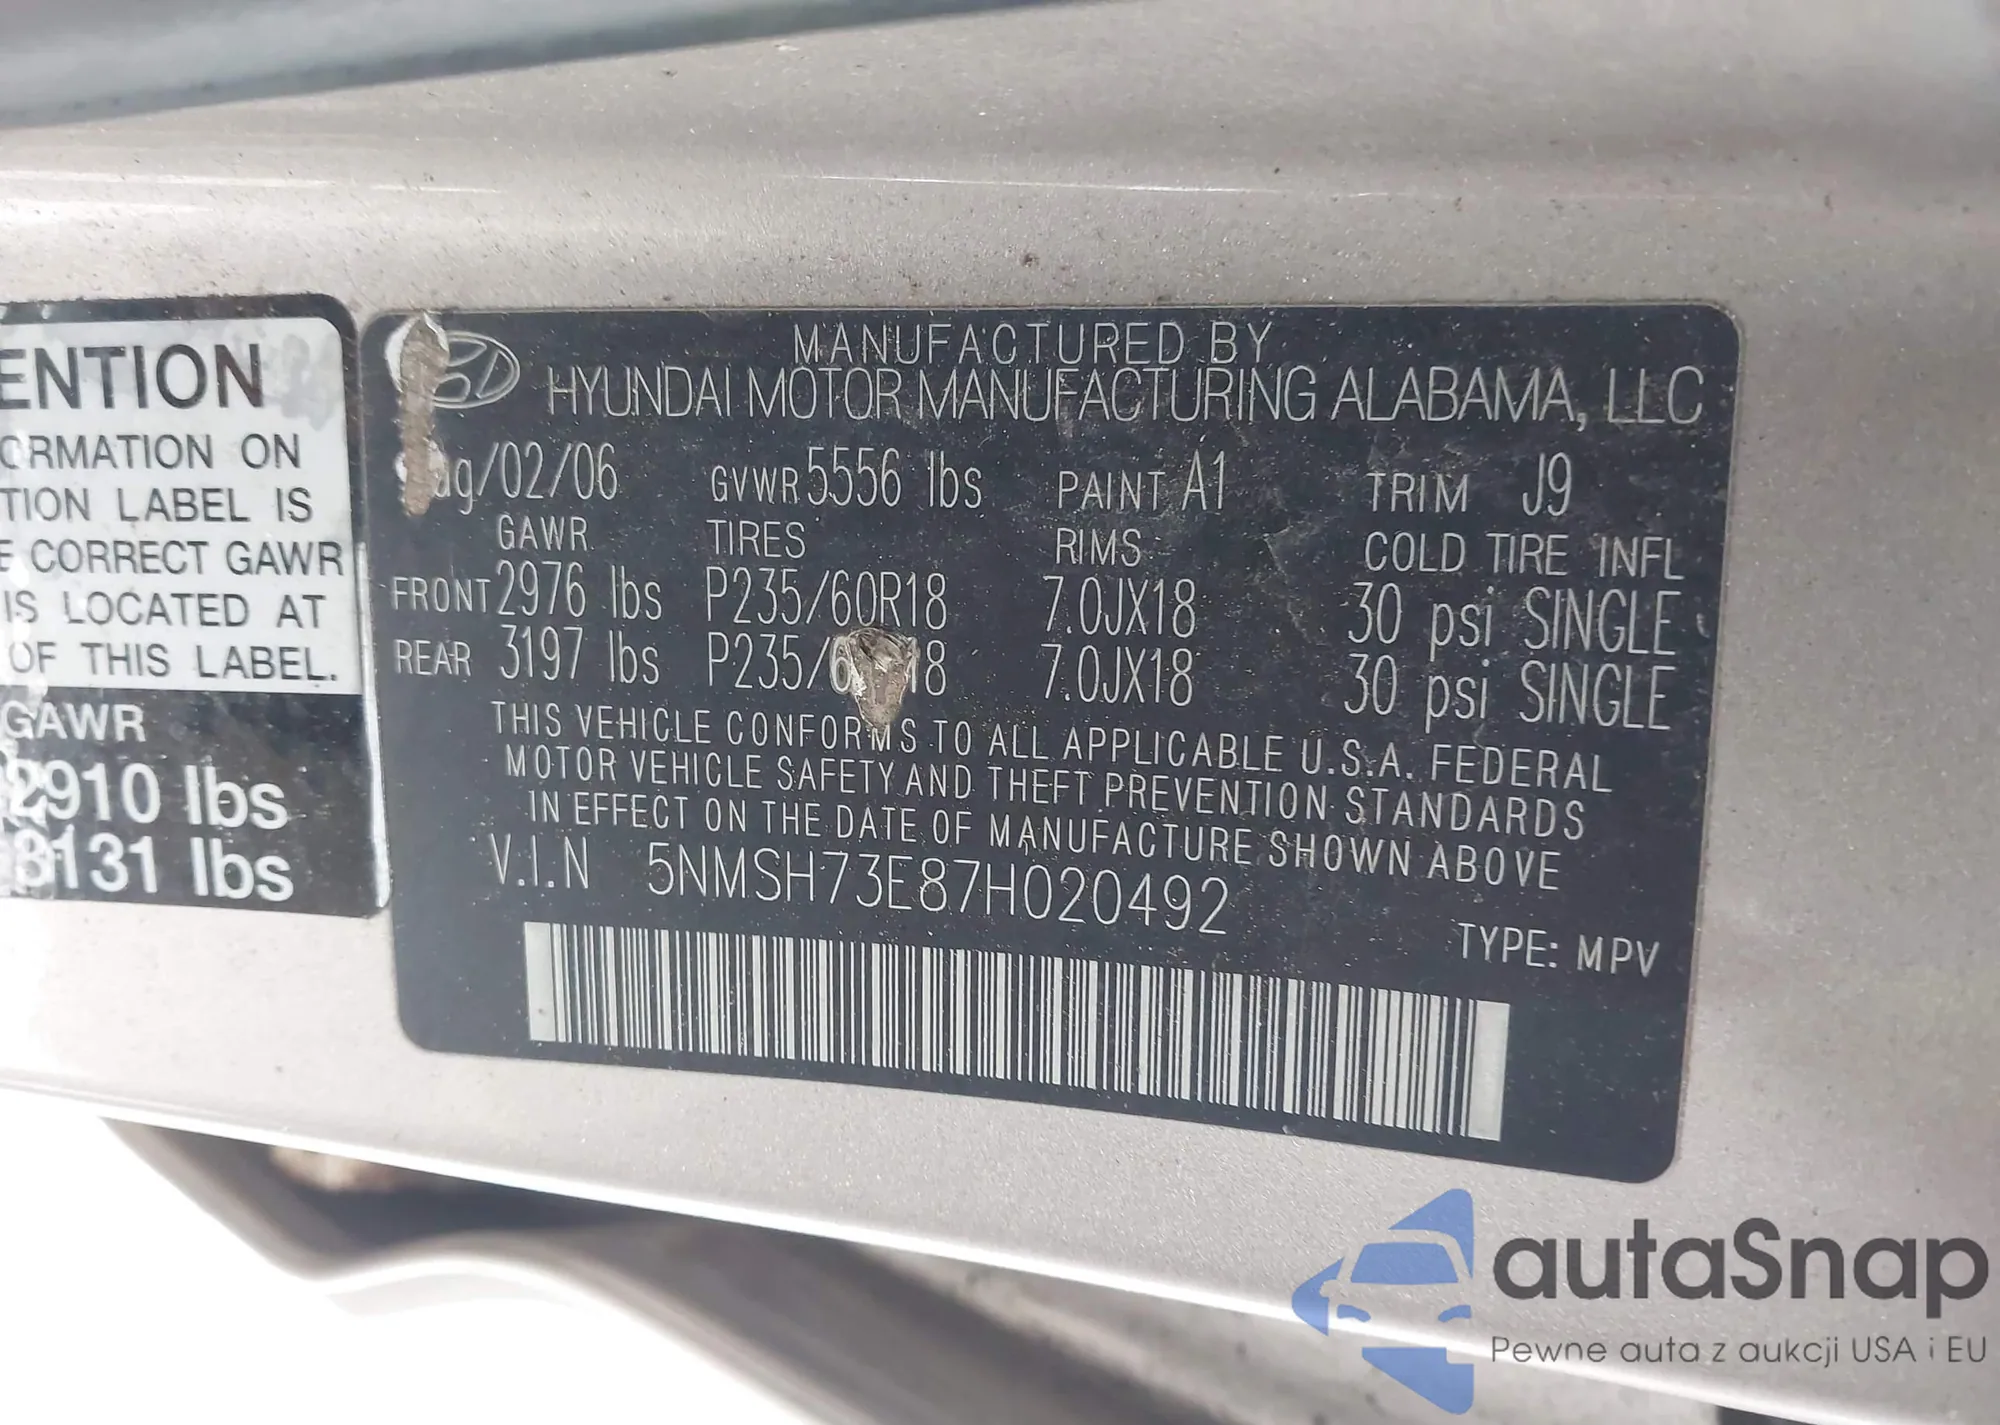 ENTION
ORMATION ON
TION LABEL IS
E CORRECT GAWR
IS LOCATED AT
OF THIS LABEL.
GAWR
2910 lbs
3131 lbs
MANUFACTURED BY
HYUNDAI MOTOR MANUFACTURING ALABAMA, LLC
/02/06 GVWR 5556 lbs PAINT A1 TRIM J9
GAWR TIRES RIMS COLD TIRE INFL
FRONT 2976 lbs P235/60R18 7.0JX18 30 psi SINGLE
REAR 3197 lbs P235/6 18 7.0JX18 30 psi SINGLE
THIS VEHICLE CONFORMS TO ALL APPLICABLE U.S.A. FEDERAL
MOTOR VEHICLE SAFETY AND THEFT PREVENTION STANDARDS
IN EFFECT ON THE DATE OF MANUFACTURE SHOWN ABOVE
V.I.N 5NMSH73E87H020492
TYPE: MPV
autaSnap
Pewne auta z aukcji USA i EU